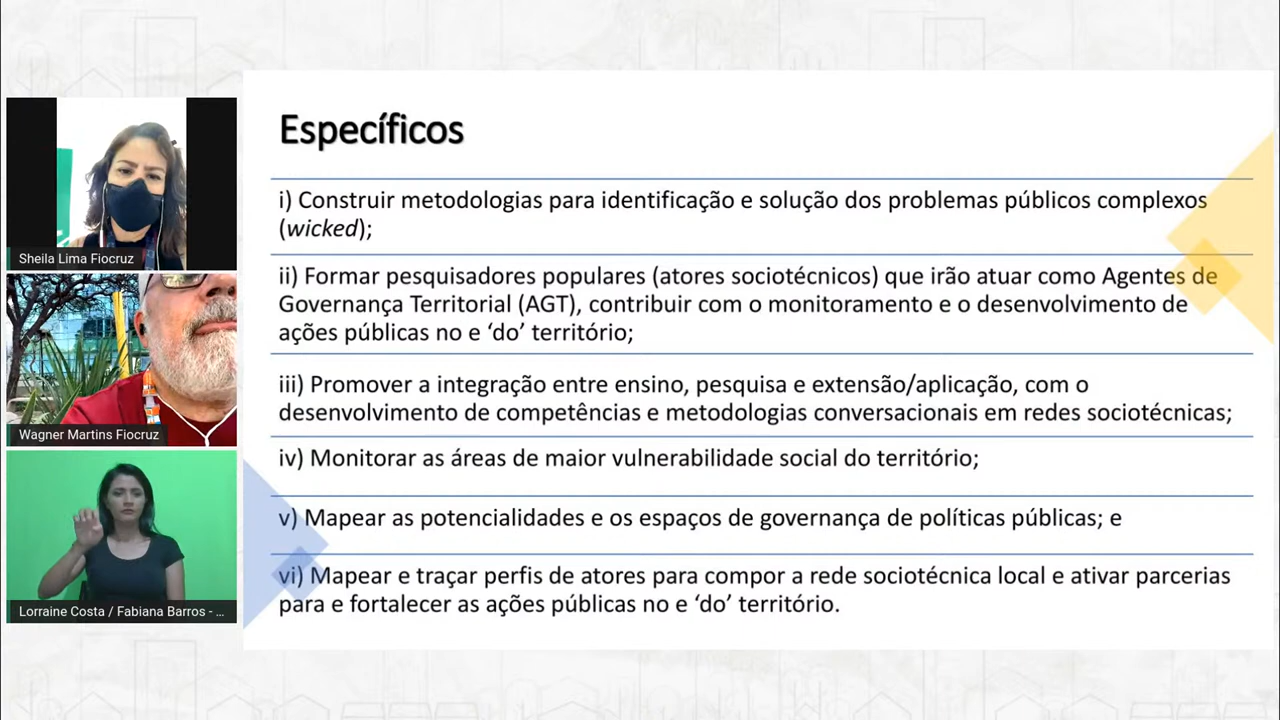 Específicos
i) Construir metodologias para identificação e solução dos problemas públicos complexos
(wicked);
ii) Formar pesquisadores populares (atores sociotécnicos) que irão atuar como Agentes de
Governança Territorial (AGT), contribuir com o monitoramento e o desenvolvimento de
ações públicas no e ‘do’ território;
iii) Promover a integração entre ensino, pesquisa e extensão/aplicação, com o
desenvolvimento de competências e metodologias conversacionais em redes sociotécnicas;
iv) Monitorar as áreas de maior vulnerabilidade social do território;
v) Mapear as potencialidades e os espaços de governança de políticas públicas; e
vi) Mapear e traçar perfis de atores para compor a rede sociotécnica local e ativar parcerias
para e fortalecer as ações públicas no e ‘do’ território.
Sheila Lima Fiocruz
Wagner Martins Fiocruz
Lorraine Costa / Fabiana Barros - ...